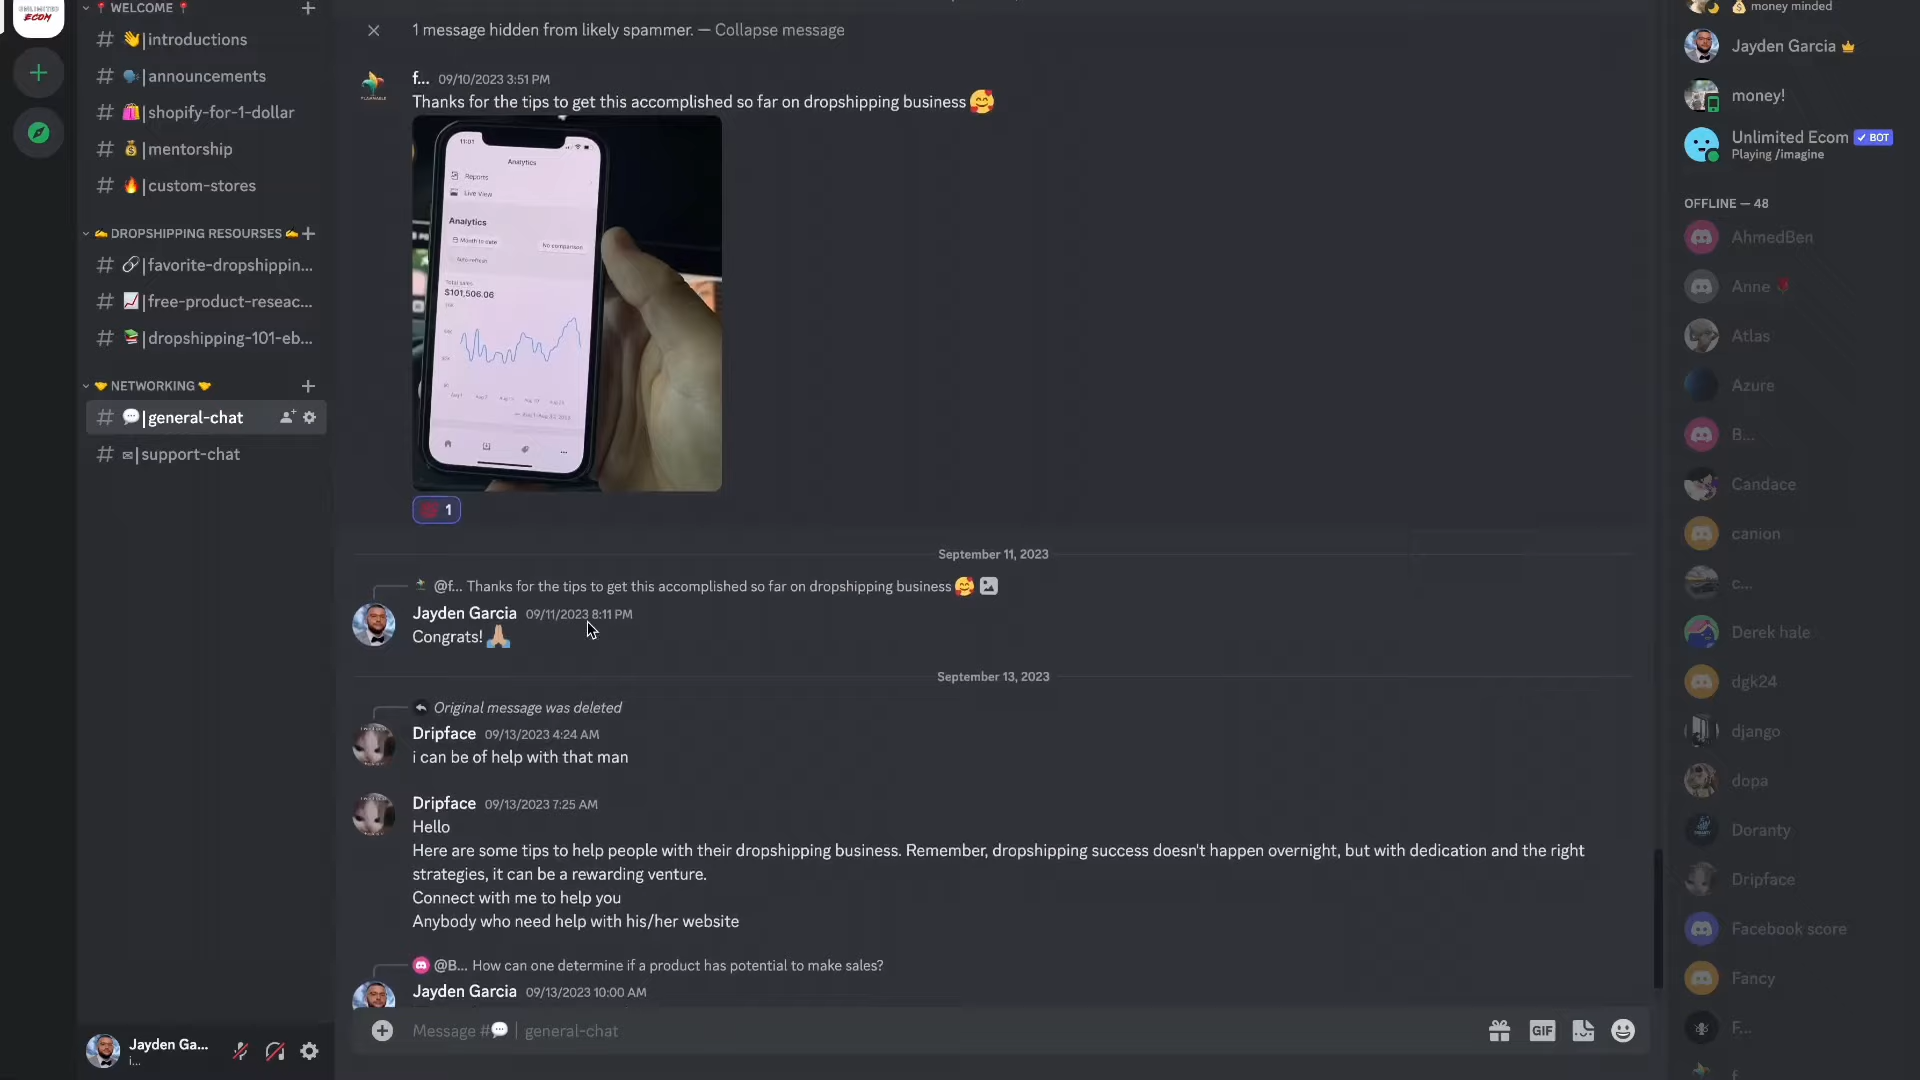 UNLIMITED
ECOM
WELCOME
introductions
announcements
shopify-for-1-dollar
mentorship
custom-stores
DROPSHIPPING RESOURSES
favorite-dropshippin...
free-product-reseac...
dropshipping-101-eb...
NETWORKING
general-chat
support-chat
Jayden Ga...
i...
1 message hidden from likely spammer. — Collapse message
f... 09/10/2023 3:51 PM
Thanks for the tips to get this accomplished so far on dropshipping business
11:01
Analytics
Reports
Live View
Analytics
Month to date
No comparison
Auto-refresh
Total sales
$101,506.06
1
September 11, 2023
@f... Thanks for the tips to get this accomplished so far on dropshipping business
Jayden Garcia 09/11/2023 8:11 PM
Congrats!
September 13, 2023
Original message was deleted
Dripface 09/13/2023 4:24 AM
i can be of help with that man
Dripface 09/13/2023 7:25 AM
Hello
Here are some tips to help people with their dropshipping business. Remember, dropshipping success doesn't happen overnight, but with dedication and the right
strategies, it can be a rewarding venture.
Connect with me to help you
Anybody who need help with his/her website
@B... How can one determine if a product has potential to make sales?
Jayden Garcia 09/13/2023 10:00 AM
Message # | general-chat
GIF
money minded
Jayden Garcia
money!
Unlimited Ecom BOT
Playing /imagine
OFFLINE — 48
AhmedBen
Anne
Atlas
Azure
B...
Candace
canion
c...
Derek hale
dgk24
django
dopa
Doranty
Dripface
Facebook score
Fancy
F...
f